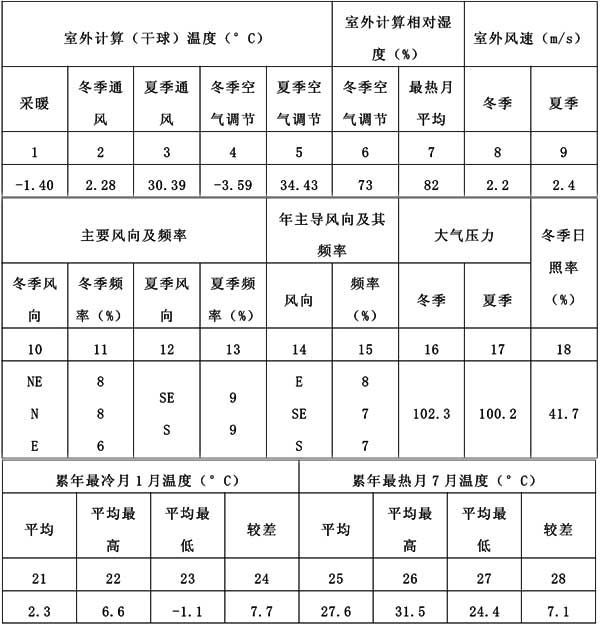 室外计算（干球）温度（°C） 室外计算相对湿度（%） 室外风速（m/s）
采暖 冬季通风 夏季通风 冬季空气调节 夏季空气调节 冬季空气调节 最热月平均 冬季 夏季
1 2 3 4 5 6 7 8 9
-1.40 2.28 30.39 -3.59 34.43 73 82 2.2 2.4
主要风向及频率 年主导风向及其频率 大气压力 冬季日照率（%）
冬季风向 冬季频率（%） 夏季风向 夏季频率（%） 风向 频率（%） 冬季 夏季
10 11 12 13 14 15 16 17 18
NE 8 SE 9 E 8 102.3 100.2 41.7
N 8 S 9 SE 7
E 6 S 7
累年最冷月1月温度（°C） 累年最热月7月温度（°C）
平均 平均最高 平均最低 较差 平均 平均最高 平均最低 较差
21 22 23 24 25 26 27 28
2.3 6.6 -1.1 7.7 27.6 31.5 24.4 7.1